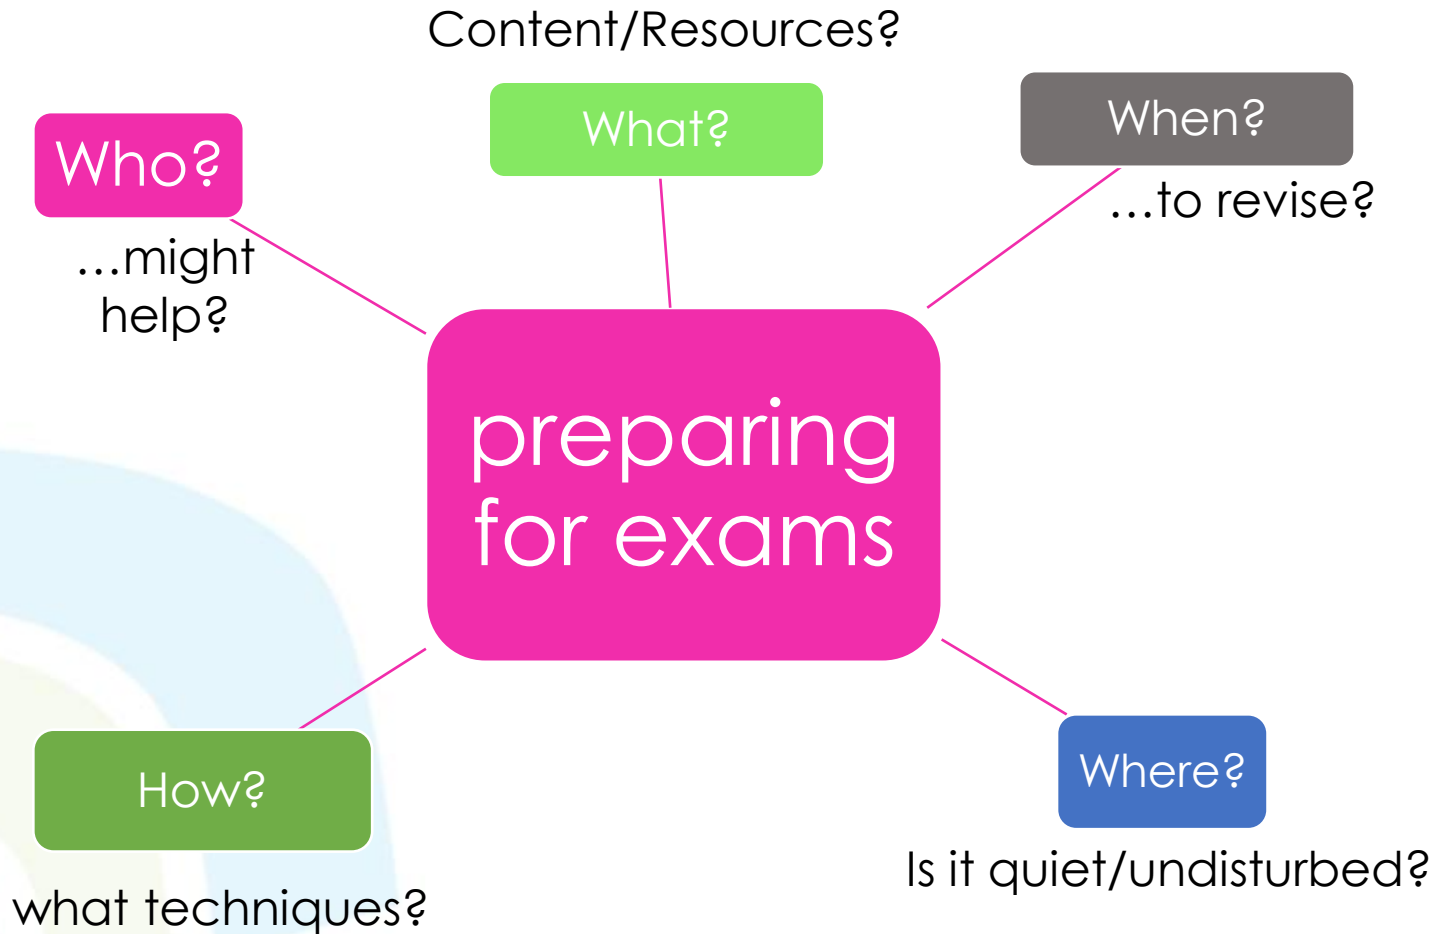 Content/Resources?
What?
When?
…to revise?
Who?
…might
help?
preparing
for exams
How?
what techniques?
Where?
Is it quiet/undisturbed?